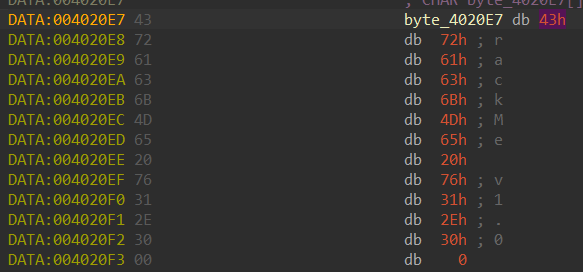 DATA:004020E7 ; CHAR byte_4020E7[]
DATA:004020E7 43 byte_4020E7 db 43h
DATA:004020E8 72 db 72h ; r
DATA:004020E9 61 db 61h ; a
DATA:004020EA 63 db 63h ; c
DATA:004020EB 6B db 6Bh ; k
DATA:004020EC 4D db 4Dh ; M
DATA:004020ED 65 db 65h ; e
DATA:004020EE 20 db 20h
DATA:004020EF 76 db 76h ; v
DATA:004020F0 31 db 31h ; 1
DATA:004020F1 2E db 2Eh ; .
DATA:004020F2 30 db 30h ; 0
DATA:004020F3 00 db 0